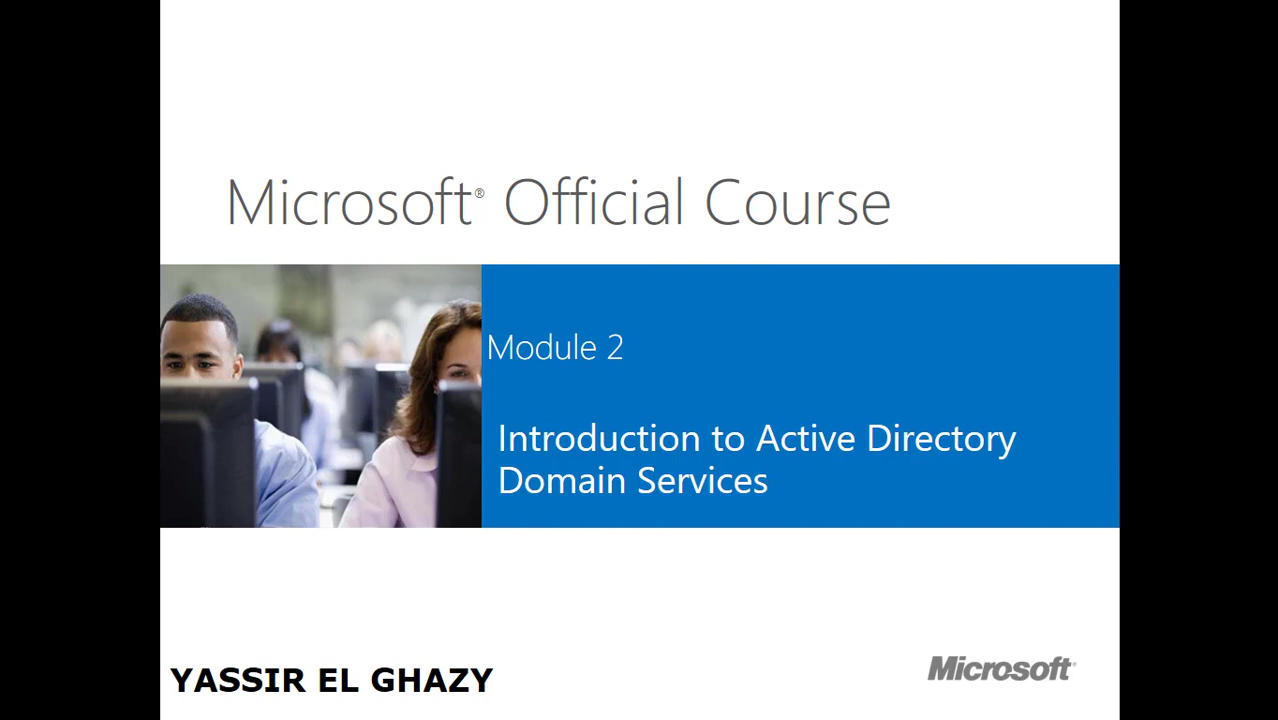 Microsoft® Official Course
Module 2
Introduction to Active Directory
Domain Services
YASSIR EL GHAZY
Microsoft®